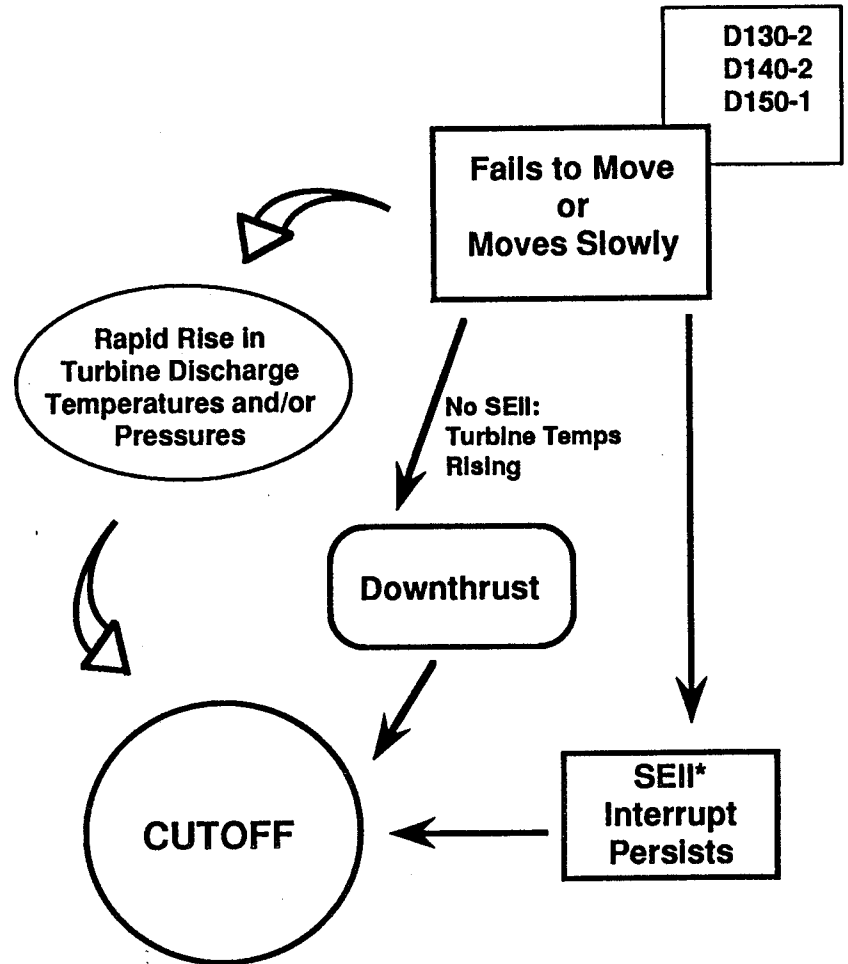 D130-2
D140-2
D150-1
Fails to Move
or
Moves Slowly
Rapid Rise in
Turbine Discharge
Temperatures and/or
Pressures
No SEII:
Turbine Temps
Rising
Downthrust
CUTOFF
SEII*
Interrupt
Persists